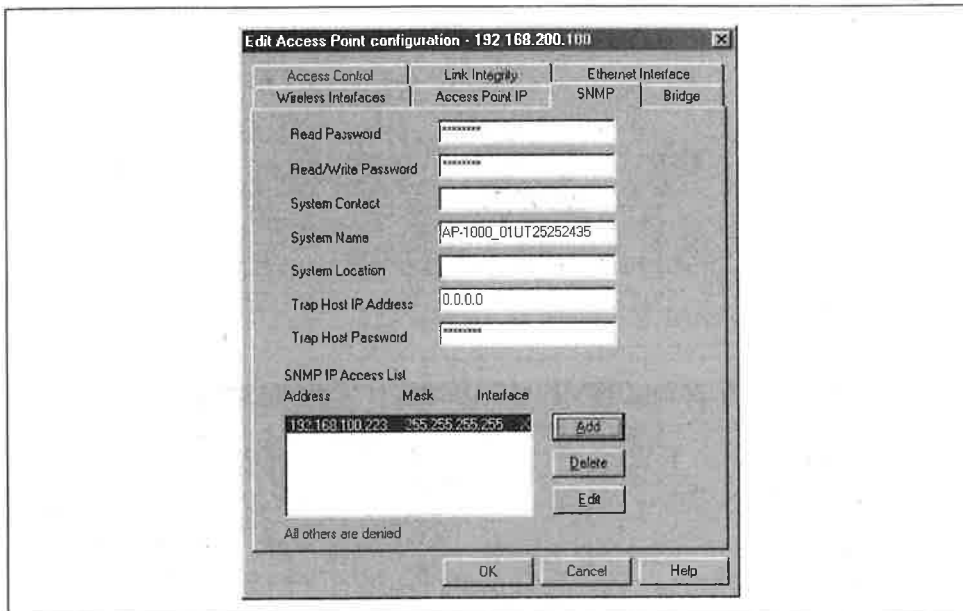 Edit Access Point configuration - 192.168.200.100
Access Control Link Integrity Ethernet Interface
Wireless Interfaces Access Point IP SNMP Bridge
Read Password ********
Read/Write Password ********
System Contact
System Name AP-1000_01UT25252435
System Location
Trap Host IP Address 0.0.0.0
Trap Host Password ********
SNMP IP Access List
Address Mask Interface
192.168.100.223 255.255.255.255 X
Add
Delete
Edit
All others are denied
OK Cancel Help